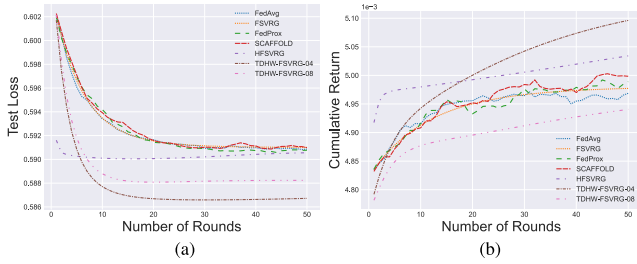 0.602
0.600
0.598
0.596
0.594
0.592
0.590
0.588
0.586
Test Loss
FedAvg
FSVRG
FedProx
SCAFFOLD
HFSVRG
TDHW-FSVRG-04
TDHW-FSVRG-08
0 10 20 30 40 50
Number of Rounds
(a)
1e−3
5.10
5.05
5.00
4.95
4.90
4.85
4.80
Cumulative Return
FedAvg
FSVRG
FedProx
SCAFFOLD
HFSVRG
TDHW-FSVRG-04
TDHW-FSVRG-08
0 10 20 30 40 50
Number of Rounds
(b)